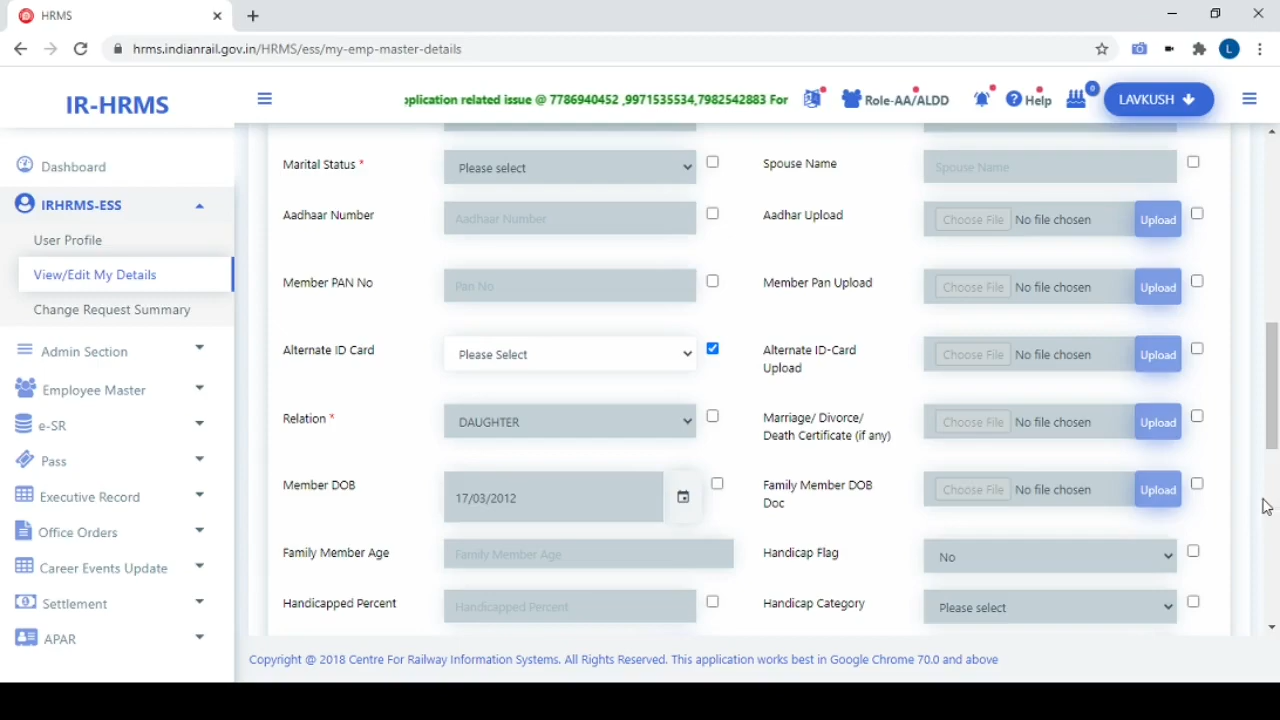 HRMS
hrms.indianrail.gov.in/HRMS/ess/my-emp-master-details
L
IR-HRMS
pplication related issue @ 7786940452 ,9971535534,7982542883 For
Role-AA/ALDD
Help
0
LAVKUSH
Dashboard
IRHRMS-ESS
User Profile
View/Edit My Details
Change Request Summary
Admin Section
Employee Master
e-SR
Pass
Executive Record
Office Orders
Career Events Update
Settlement
APAR
Marital Status * Please select Spouse Name Spouse Name
Aadhaar Number Aadhaar Number Aadhar Upload Choose File No file chosen Upload
Member PAN No Pan No Member Pan Upload Choose File No file chosen Upload
Alternate ID Card Please Select Alternate ID-Card Choose File No file chosen Upload
Upload
Relation * DAUGHTER Marriage/ Divorce/ Choose File No file chosen Upload
Death Certificate (if any)
Member DOB 17/03/2012 Family Member DOB Choose File No file chosen Upload
Doc
Family Member Age Family Member Age Handicap Flag No
Handicapped Percent Handicapped Percent Handicap Category Please select
Copyright @ 2018 Centre For Railway Information Systems. All Rights Reserved. This application works best in Google Chrome 70.0 and above